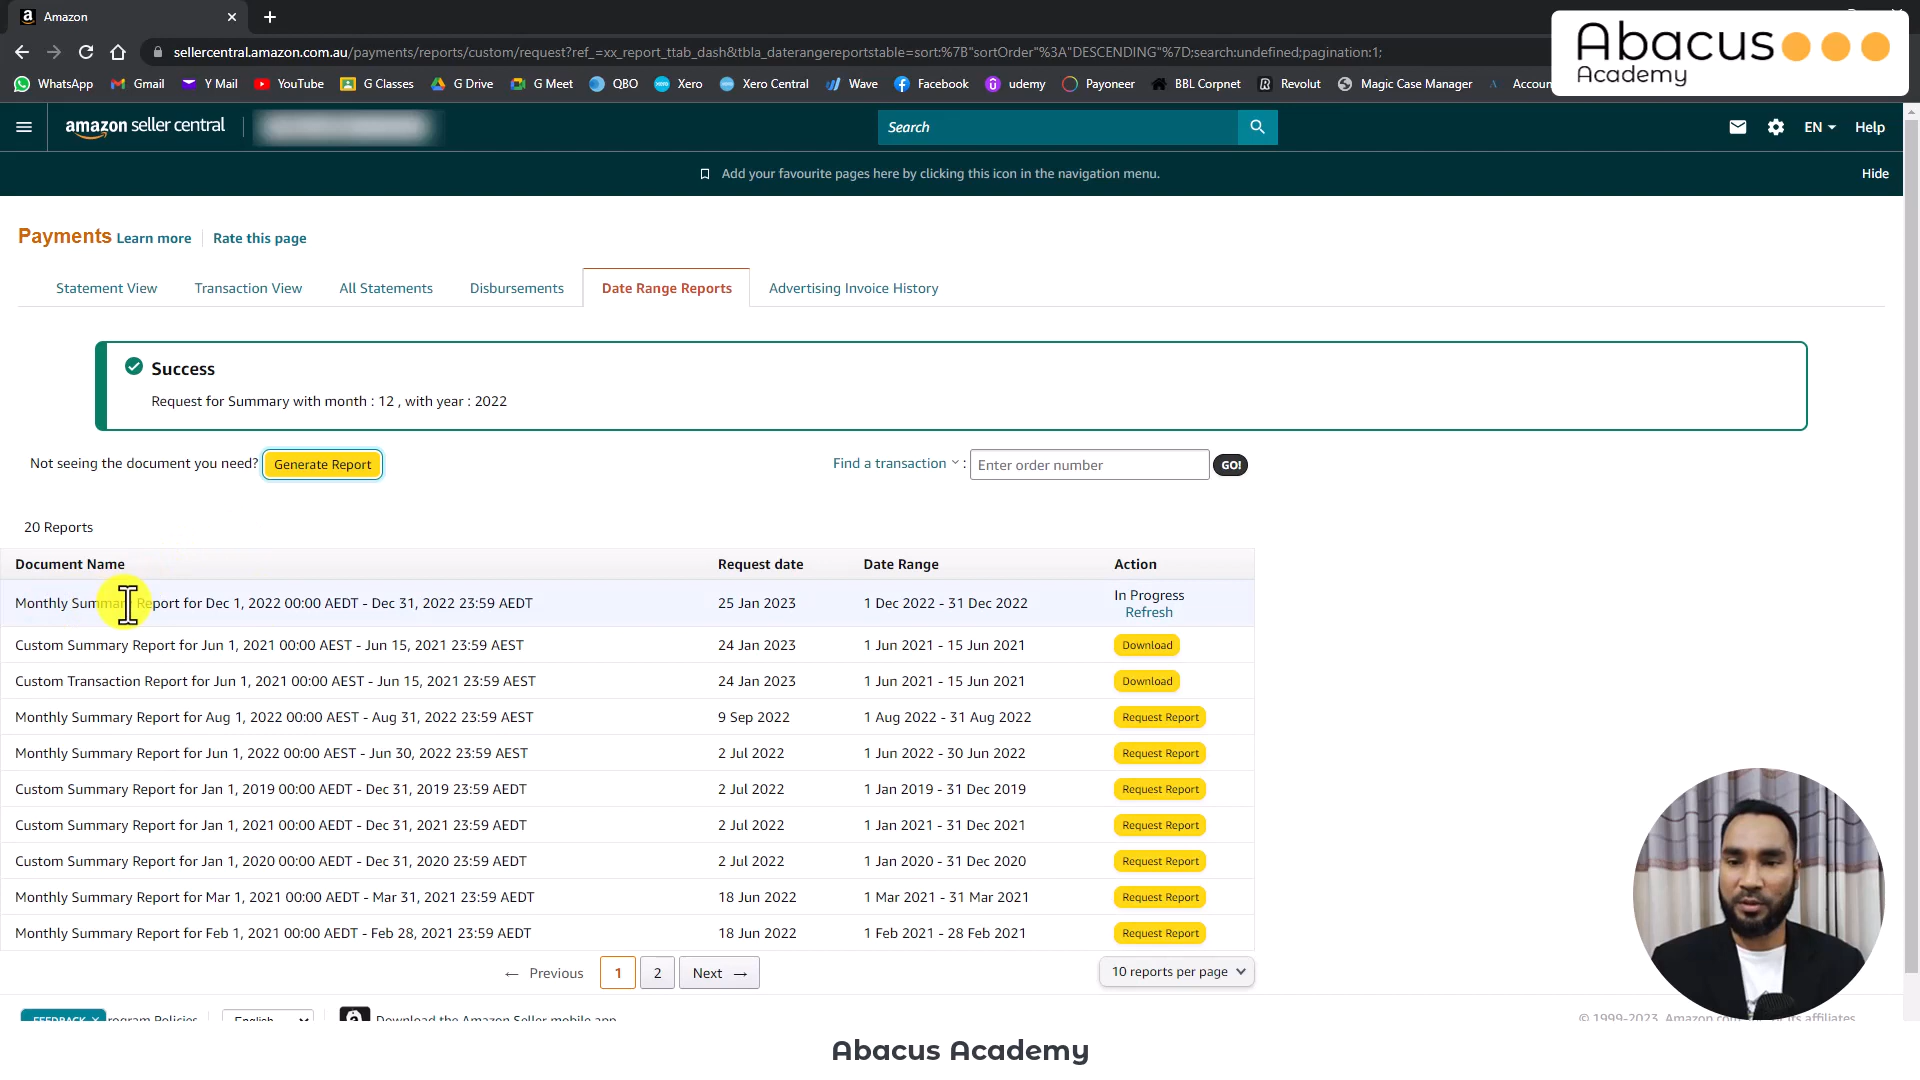 Amazon
sellercentral.amazon.com.au/payments/reports/custom/request?ref_=xx_report_ttab_dash&tbla_daterangereportstable=sort:%7B"sortOrder"%3A"DESCENDING"%7D;search:undefined;pagination:1;
Abacus
Academy
WhatsApp Gmail Y Mail YouTube G Classes G Drive G Meet QBO Xero Xero Central Wave Facebook udemy Payoneer BBL Corpnet Revolut Magic Case Manager Accoun
amazon seller central Search EN Help
Add your favourite pages here by clicking this icon in the navigation menu. Hide
Payments Learn more Rate this page
Statement View Transaction View All Statements Disbursements Date Range Reports Advertising Invoice History
Success
Request for Summary with month : 12 , with year : 2022
Not seeing the document you need? Generate Report Find a transaction : Enter order number GO!
20 Reports
Document Name Request date Date Range Action
Monthly Summary Report for Dec 1, 2022 00:00 AEDT - Dec 31, 2022 23:59 AEDT 25 Jan 2023 1 Dec 2022 - 31 Dec 2022 In Progress
Refresh
Custom Summary Report for Jun 1, 2021 00:00 AEST - Jun 15, 2021 23:59 AEST 24 Jan 2023 1 Jun 2021 - 15 Jun 2021 Download
Custom Transaction Report for Jun 1, 2021 00:00 AEST - Jun 15, 2021 23:59 AEST 24 Jan 2023 1 Jun 2021 - 15 Jun 2021 Download
Monthly Summary Report for Aug 1, 2022 00:00 AEST - Aug 31, 2022 23:59 AEST 9 Sep 2022 1 Aug 2022 - 31 Aug 2022 Request Report
Monthly Summary Report for Jun 1, 2022 00:00 AEST - Jun 30, 2022 23:59 AEST 2 Jul 2022 1 Jun 2022 - 30 Jun 2022 Request Report
Custom Summary Report for Jan 1, 2019 00:00 AEDT - Dec 31, 2019 23:59 AEDT 2 Jul 2022 1 Jan 2019 - 31 Dec 2019 Request Report
Custom Summary Report for Jan 1, 2021 00:00 AEDT - Dec 31, 2021 23:59 AEDT 2 Jul 2022 1 Jan 2021 - 31 Dec 2021 Request Report
Custom Summary Report for Jan 1, 2020 00:00 AEDT - Dec 31, 2020 23:59 AEDT 2 Jul 2022 1 Jan 2020 - 31 Dec 2020 Request Report
Monthly Summary Report for Mar 1, 2021 00:00 AEDT - Mar 31, 2021 23:59 AEDT 18 Jun 2022 1 Mar 2021 - 31 Mar 2021 Request Report
Monthly Summary Report for Feb 1, 2021 00:00 AEDT - Feb 28, 2021 23:59 AEDT 18 Jun 2022 1 Feb 2021 - 28 Feb 2021 Request Report
← Previous 1 2 Next → 10 reports per page
FEEDBACK × rogram Policies English Download the Amazon Seller mobile app © 1999-2023, Amazon.co its affiliates
Abacus Academy